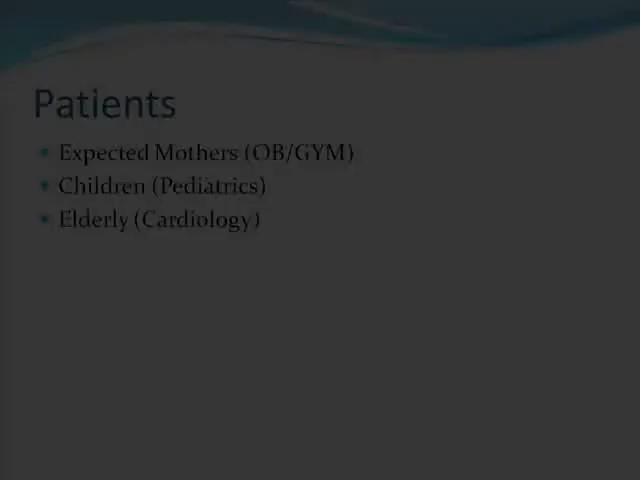 Patients
Expected Mothers (OB/GYM)
Children (Pediatrics)
Elderly (Cardiology)